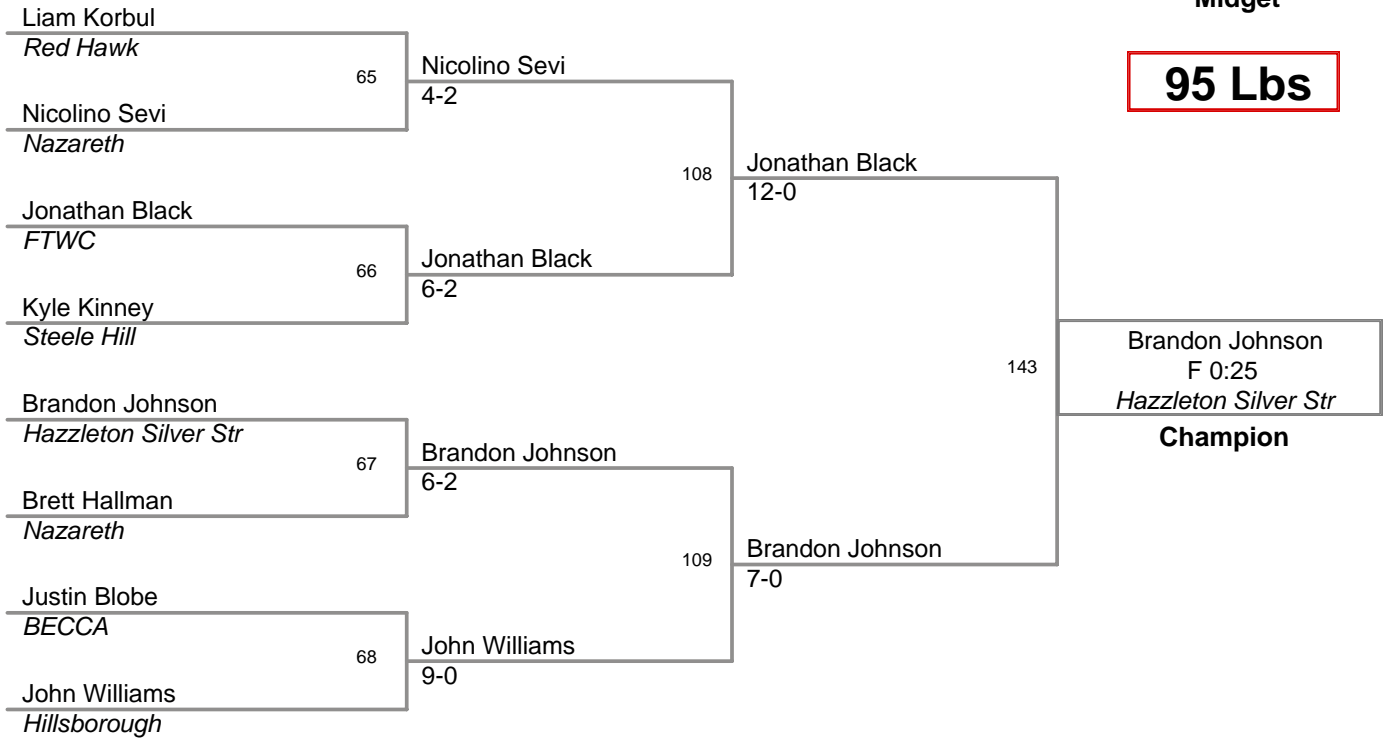 Midget
95 Lbs
Liam Korbul
Red Hawk
65
Nicolino Sevi
Nazareth
Nicolino Sevi
4-2
Jonathan Black
FTWC
66
Kyle Kinney
Steele Hill
Jonathan Black
6-2
108
Jonathan Black
12-0
Brandon Johnson
Hazzleton Silver Str
67
Brett Hallman
Nazareth
Brandon Johnson
6-2
Justin Blobe
BECCA
68
John Williams
Hillsborough
John Williams
9-0
109
Brandon Johnson
7-0
143
Brandon Johnson
F 0:25
Hazzleton Silver Str
Champion